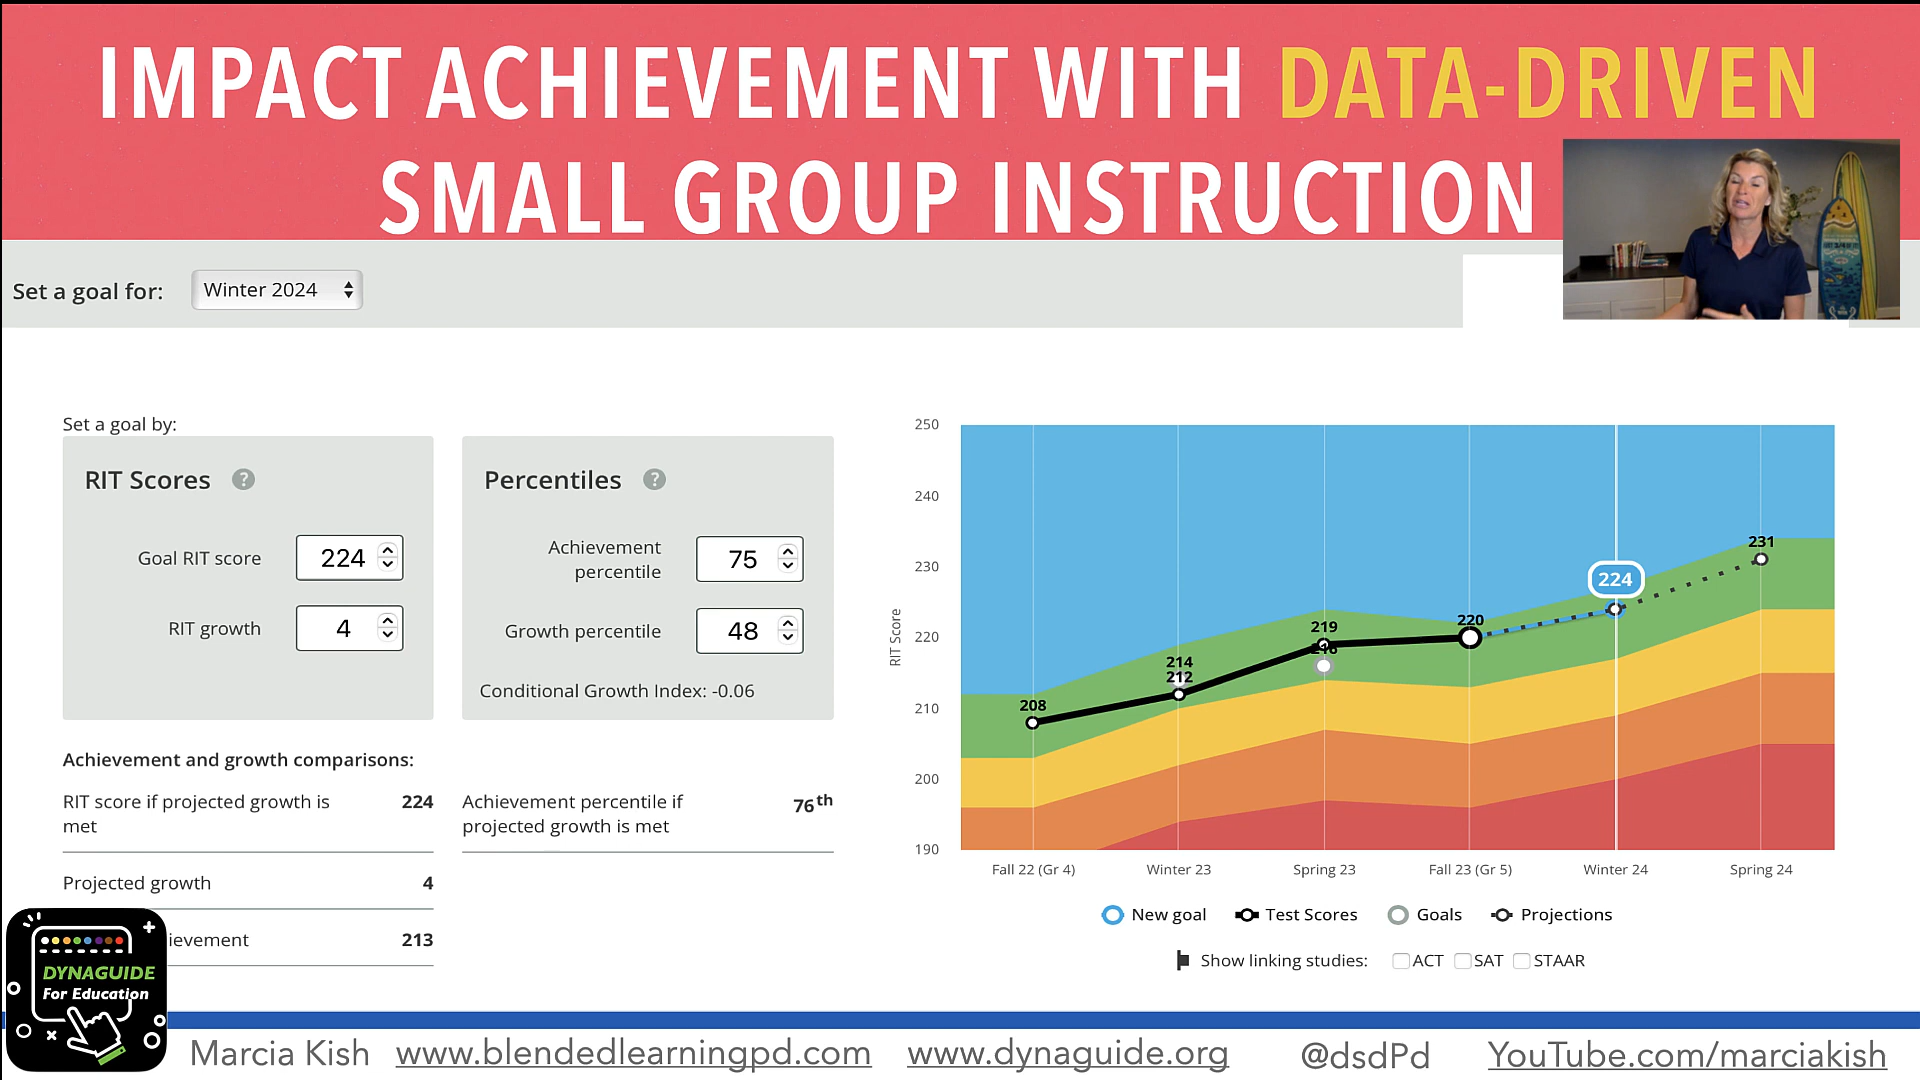 IMPACT ACHIEVEMENT WITH DATA-DRIVEN
SMALL GROUP INSTRUCTION
Set a goal for: Winter 2024
Set a goal by:
RIT Scores ?
Goal RIT score 224
RIT growth 4
Percentiles ?
Achievement
percentile 75
Growth percentile 48
Conditional Growth Index: -0.06
Achievement and growth comparisons:
RIT score if projected growth is
met 224
Achievement percentile if
projected growth is met 76th
Projected growth 4
ievement 213
RIT Score
250
240
230
220
210
200
190
208
214
212
219
216
220
224
231
Fall 22 (Gr 4) Winter 23 Spring 23 Fall 23 (Gr 5) Winter 24 Spring 24
New goal Test Scores Goals Projections
Show linking studies: ACT SAT STAAR
DYNAGUIDE
For Education
Marcia Kish www.blendedlearningpd.com www.dynaguide.org @dsdPd YouTube.com/marciakish